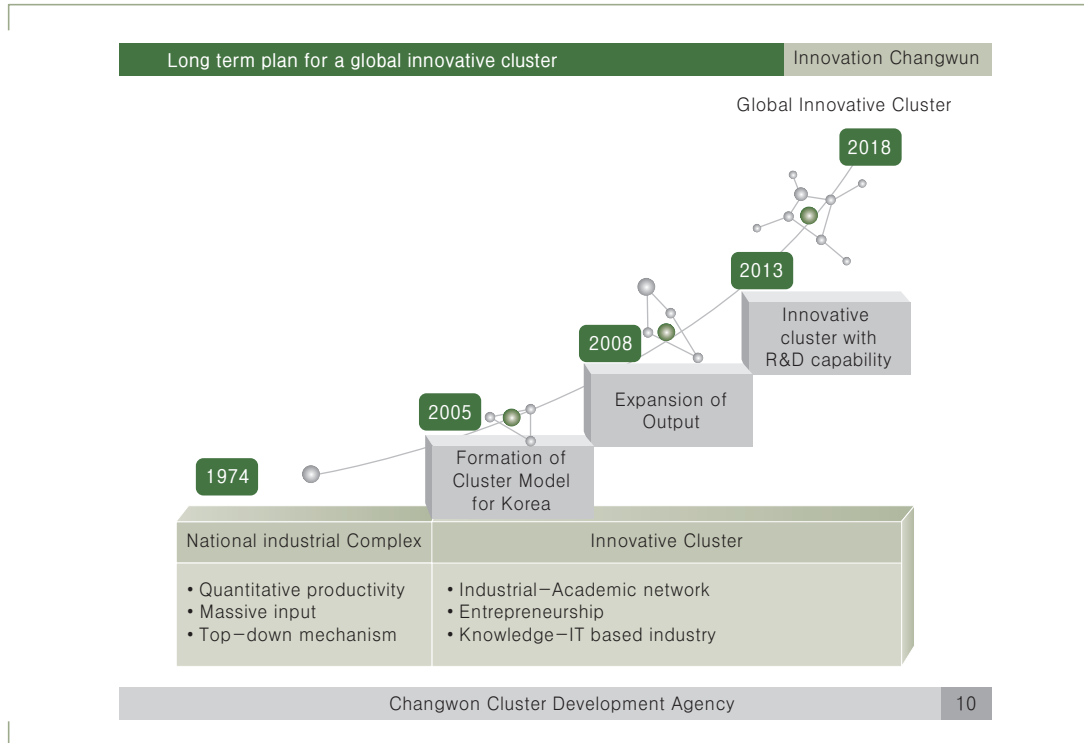 Long term plan for a global innovative cluster
Innovation Changwun
Global Innovative Cluster
2018
2013
Innovative
cluster with
R&D capability
2008
Expansion of
Output
2005
Formation of
Cluster Model
for Korea
1974
National industrial Complex
Innovative Cluster
• Quantitative productivity
• Massive input
• Top-down mechanism
• Industrial-Academic network
• Entrepreneurship
• Knowledge-IT based industry
Changwon Cluster Development Agency
10